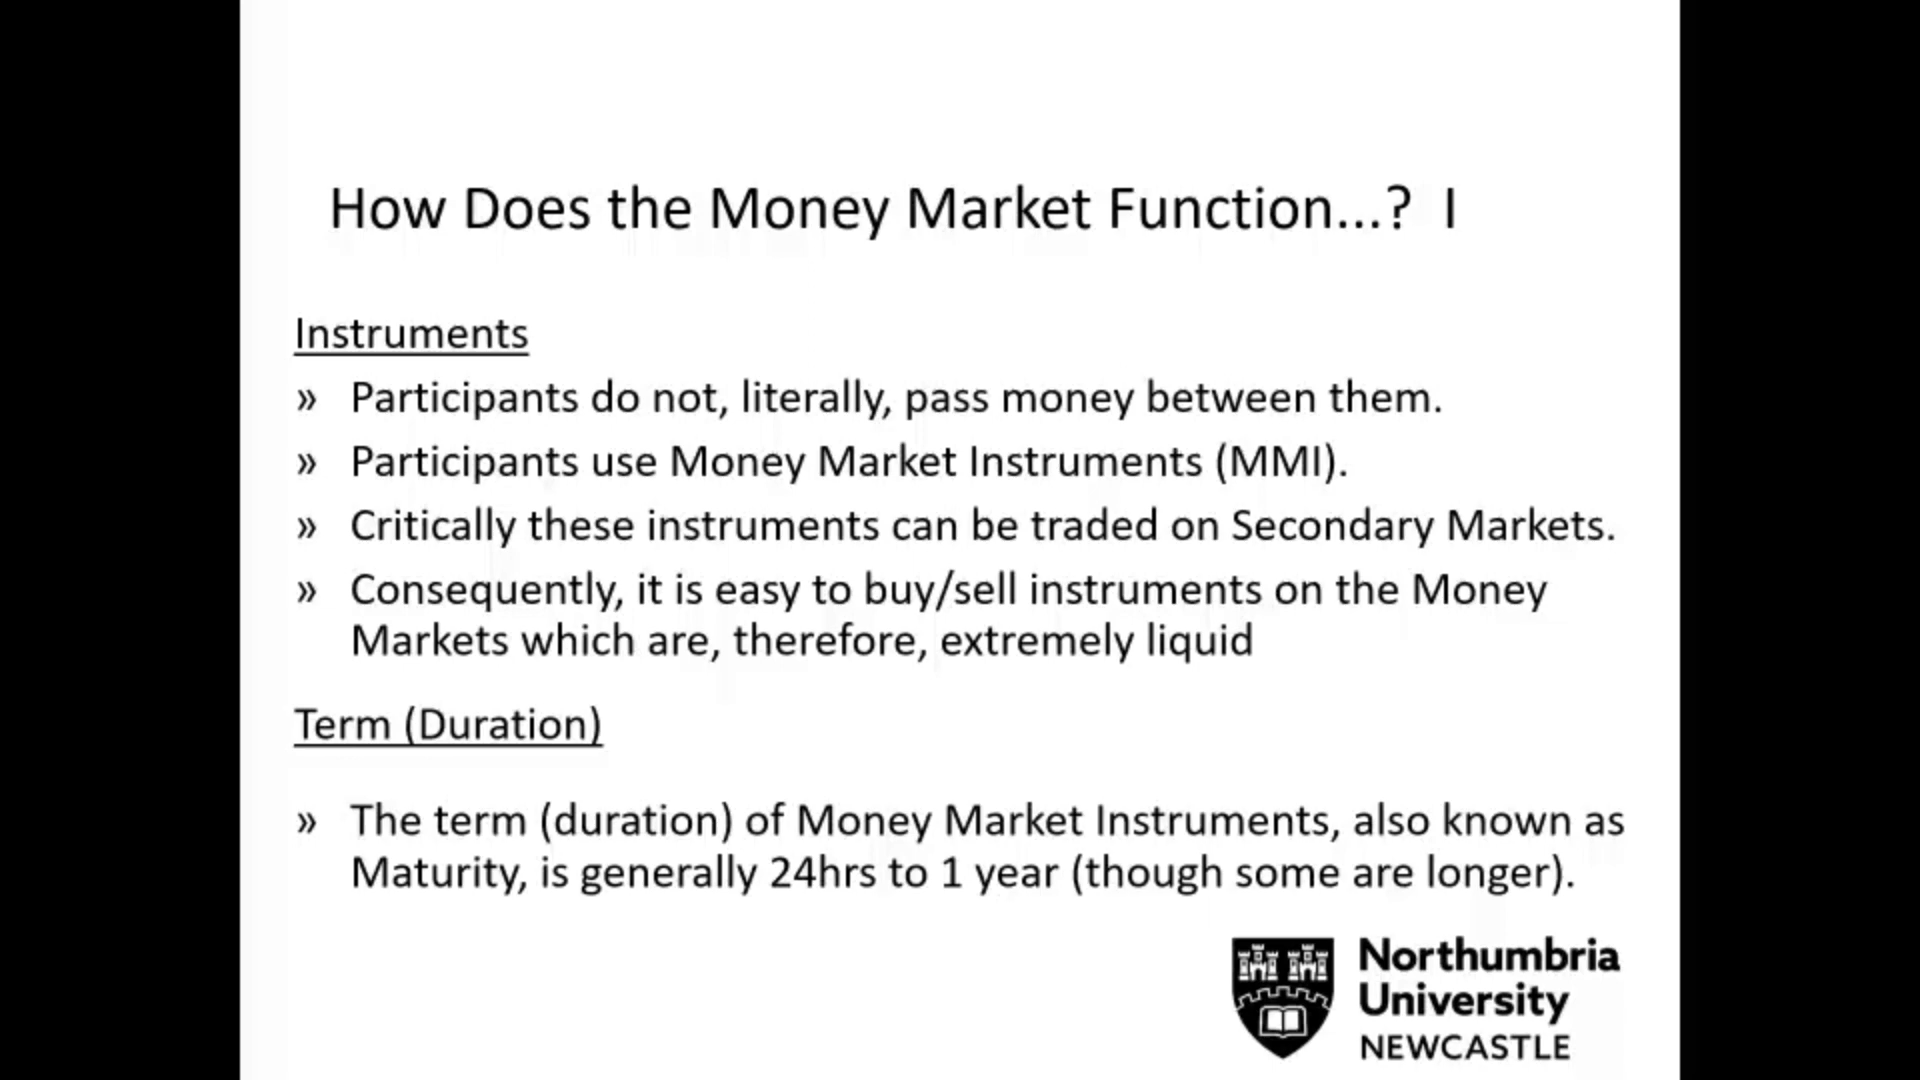 How Does the Money Market Function...? I
Instruments
» Participants do not, literally, pass money between them.
» Participants use Money Market Instruments (MMI).
» Critically these instruments can be traded on Secondary Markets.
» Consequently, it is easy to buy/sell instruments on the Money
Markets which are, therefore, extremely liquid
Term (Duration)
» The term (duration) of Money Market Instruments, also known as
Maturity, is generally 24hrs to 1 year (though some are longer).
Northumbria
University
NEWCASTLE